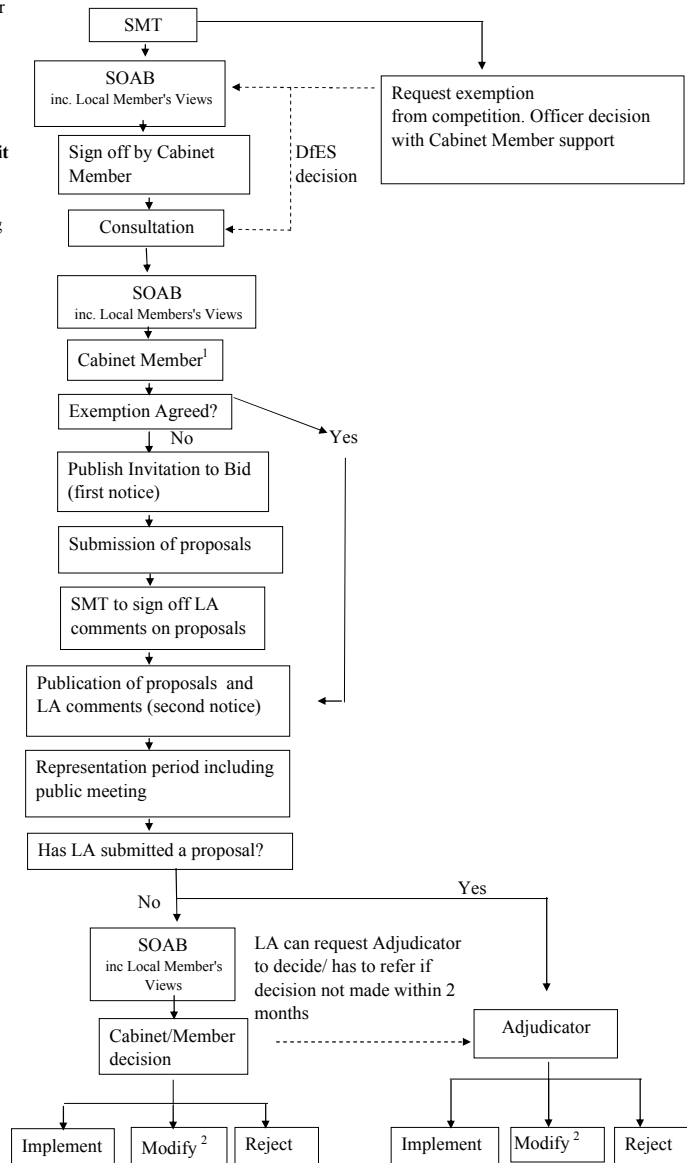 r
SMT
SOAB
inc. Local Member's Views
Request exemption
from competition. Officer decision
with Cabinet Member support
it
Sign off by Cabinet
Member
DfES
decision
g
Consultation
SOAB
inc. Local Members's Views
Cabinet Member1
Exemption Agreed?
No
Yes
Publish Invitation to Bid
(first notice)
Submission of proposals
SMT to sign off LA
comments on proposals
Publication of proposals and
LA comments (second notice)
Representation period including
public meeting
Has LA submitted a proposal?
No
Yes
SOAB
inc Local Member's
Views
LA can request Adjudicator
to decide/ has to refer if
decision not made within 2
months
Cabinet/Member
decision
Adjudicator
Implement
Modify 2
Reject
Implement
Modify 2
Reject